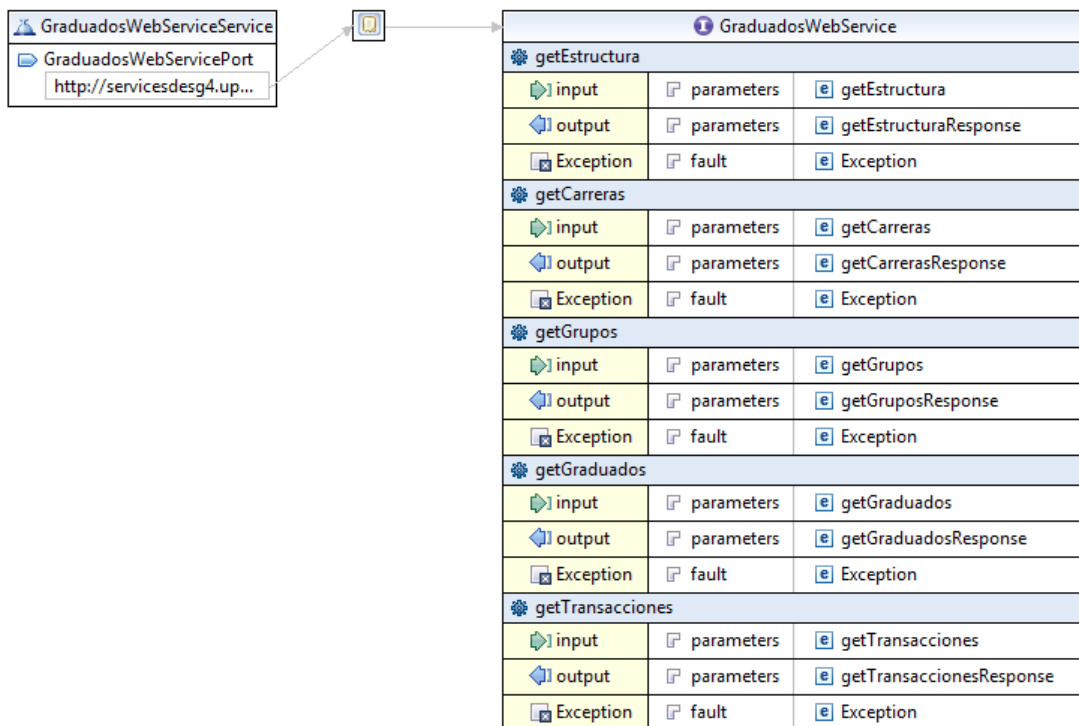 GraduadosWebServiceService
GraduadosWebServicePort
http://servicesdesg4.up...
GraduadosWebService
getEstructura
input parameters getEstructura
output parameters getEstructuraResponse
Exception fault Exception
getCarreras
input parameters getCarreras
output parameters getCarrerasResponse
Exception fault Exception
getGrupos
input parameters getGrupos
output parameters getGruposResponse
Exception fault Exception
getGraduados
input parameters getGraduados
output parameters getGraduadosResponse
Exception fault Exception
getTransacciones
input parameters getTransacciones
output parameters getTransaccionesResponse
Exception fault Exception